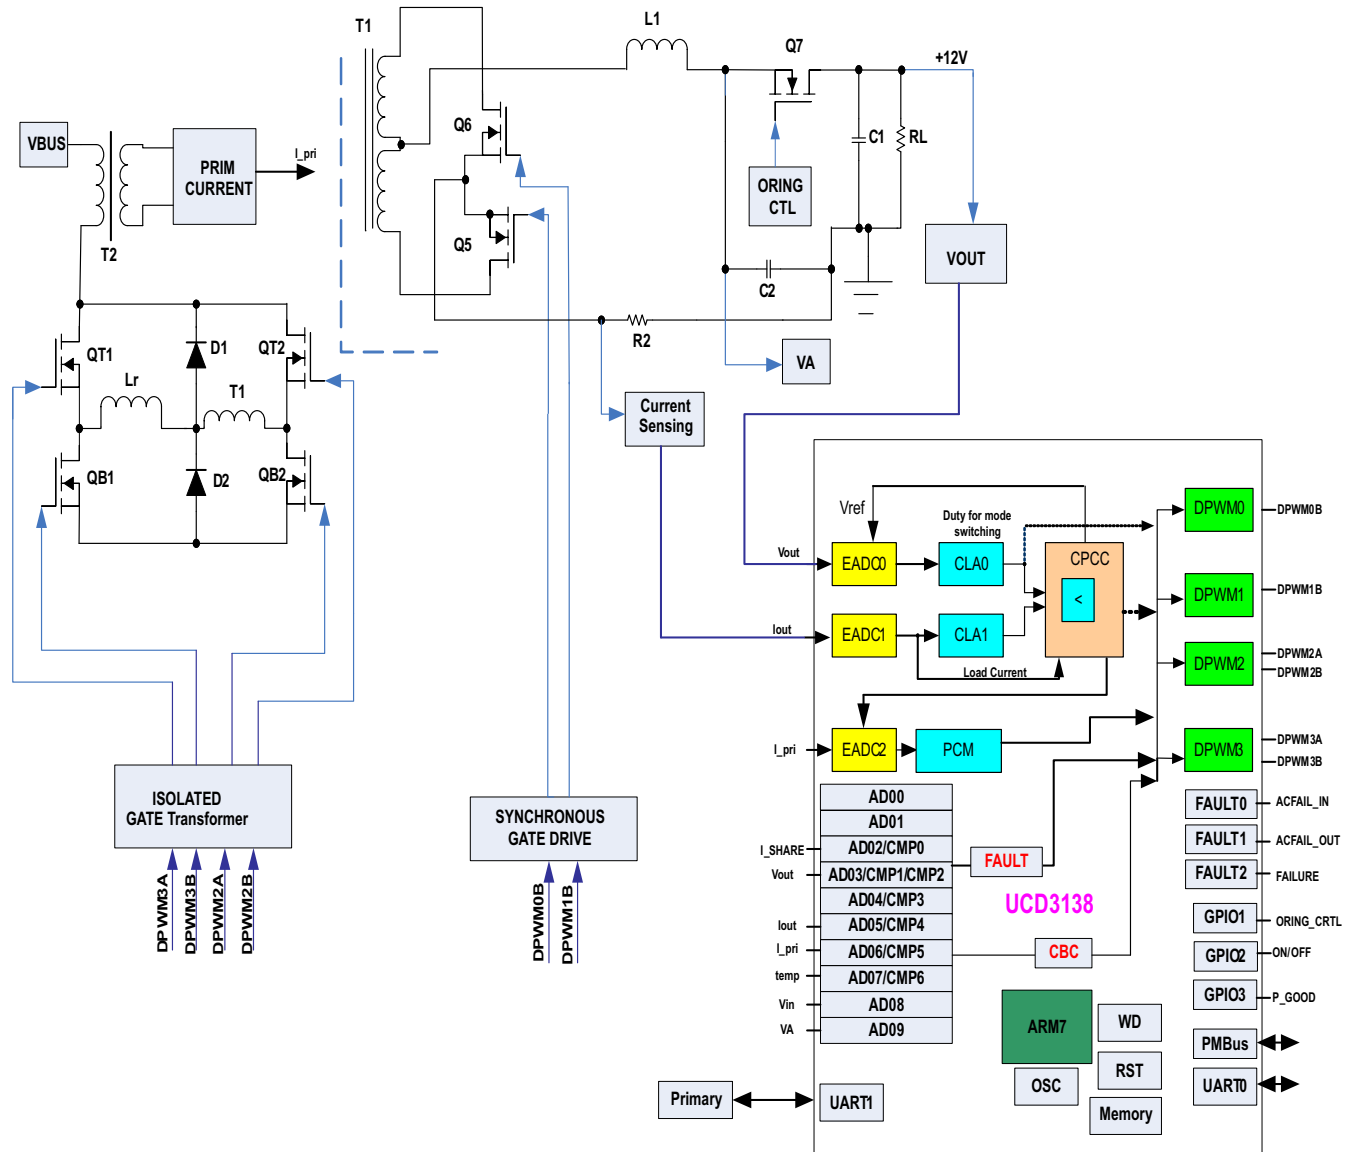 T1
L1
Q7
+12V
VBUS
PRIM
CURRENT
I_pri
T2
Q6
Q5
ORING
CTL
C1
RL
VOUT
C2
R2
VA
QT1
D1
QT2
Lr
T1
QB1
D2
QB2
Current
Sensing
ISOLATED
GATE Transformer
DPWM3A
DPWM3B
DPWM2A
DPWM2B
SYNCHRONOUS
GATE DRIVE
DPWM0B
DPWM1B
Vref
Duty for mode
switching
Vout
EADC0
CLA0
CPCC
<
Iout
EADC1
CLA1
Load Current
I_pri
EADC2
PCM
DPWM0
DPWM0B
DPWM1
DPWM1B
DPWM2
DPWM2A
DPWM2B
DPWM3
DPWM3A
DPWM3B
AD00
AD01
I_SHARE
AD02/CMP0
Vout
AD03/CMP1/CMP2
AD04/CMP3
Iout
AD05/CMP4
I_pri
AD06/CMP5
temp
AD07/CMP6
Vin
AD08
VA
AD09
FAULT
UCD3138
CBC
FAULT0
ACFAIL_IN
FAULT1
ACFAIL_OUT
FAULT2
FAILURE
GPIO1
ORING_CRTL
GPIO2
ON/OFF
GPIO3
P_GOOD
ARM7
WD
OSC
RST
Memory
PMBus
UART0
Primary
UART1